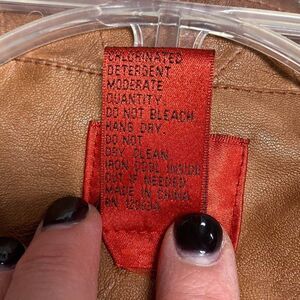 CHLORINATED
DETERGENT
MODERATE
QUANTITY.
DO NOT BLEACH
HANG DRY.
DO NOT
DRY CLEAN
IRON COOL INSIDE
OUT IF NEEDED
MADE IN CHINA
RN